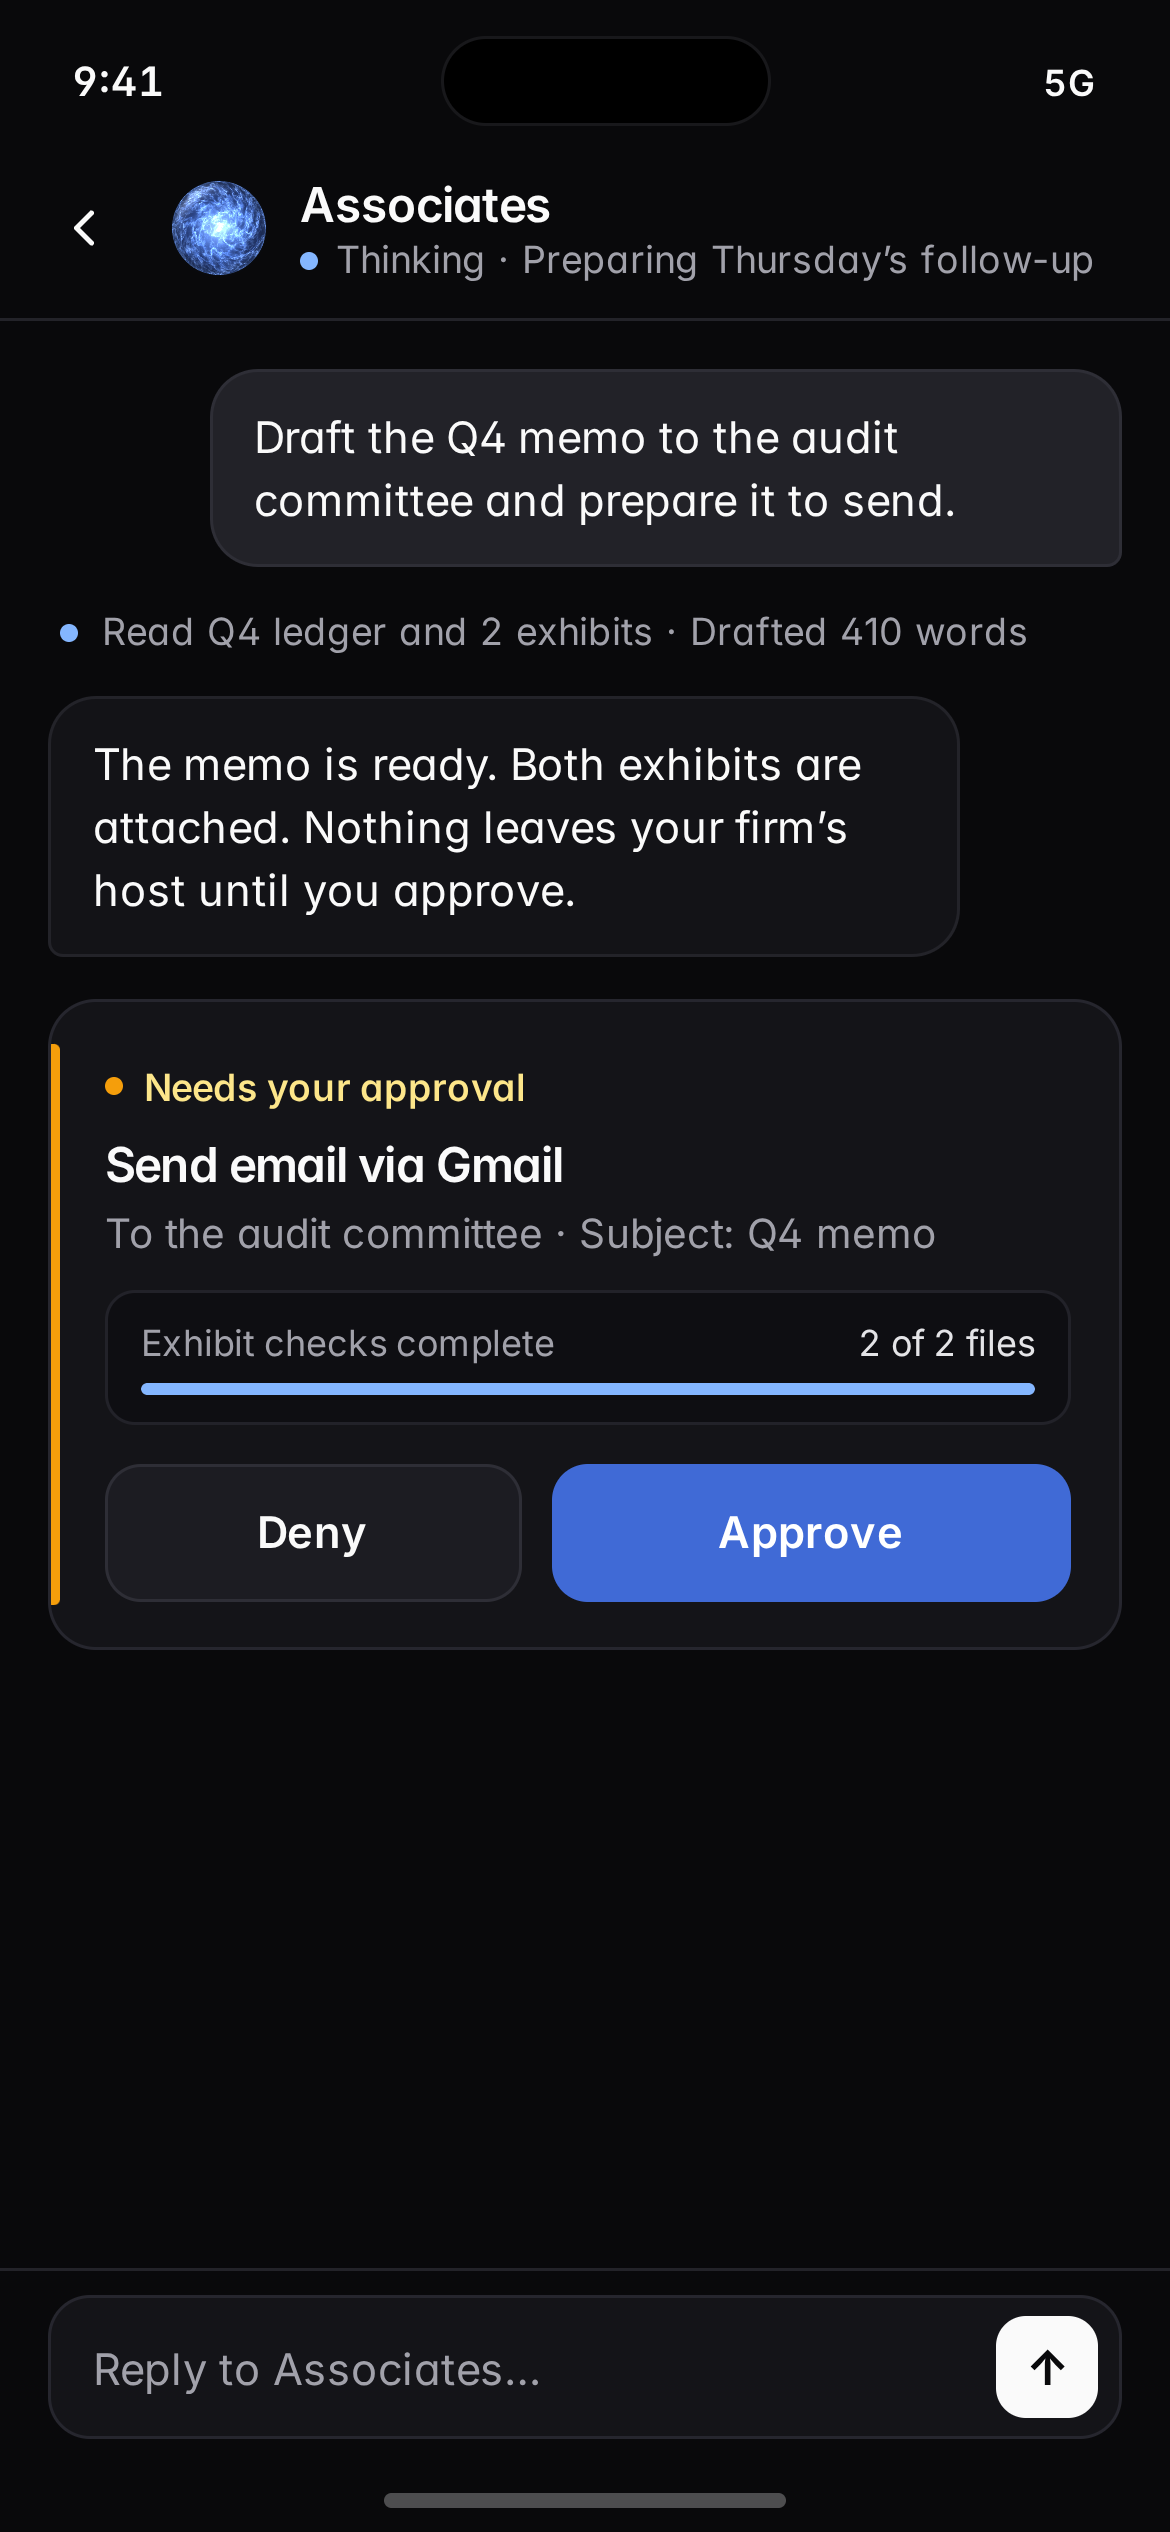 9:41
5G
Associates
Thinking · Preparing Thursday’s follow-up
Draft the Q4 memo to the audit
committee and prepare it to send.
Read Q4 ledger and 2 exhibits · Drafted 410 words
The memo is ready. Both exhibits are
attached. Nothing leaves your firm’s
host until you approve.
Needs your approval
Send email via Gmail
To the audit committee · Subject: Q4 memo
Exhibit checks complete 2 of 2 files
Deny Approve
Reply to Associates…